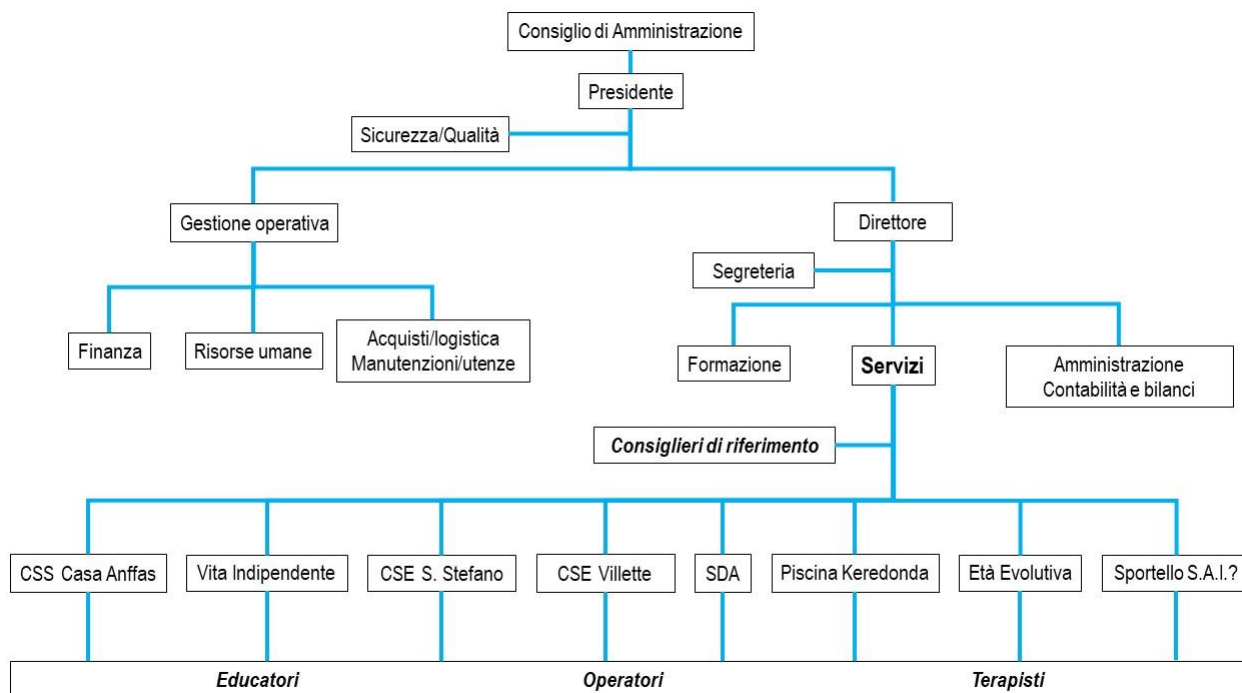 Consiglio di Amministrazione
Presidente
Sicurezza/Qualità
Gestione operativa
Direttore
Segreteria
Finanza
Risorse umane
Acquisti/logistica
Manutenzioni/utenze
Formazione
Servizi
Amministrazione
Contabilità e bilanci
Consiglieri di riferimento
CSS Casa Anffas
Vita Indipendente
CSE S. Stefano
CSE Villette
SDA
Piscina Keredonda
Età Evolutiva
Sportello S.A.I.?
Educatori
Operatori
Terapisti